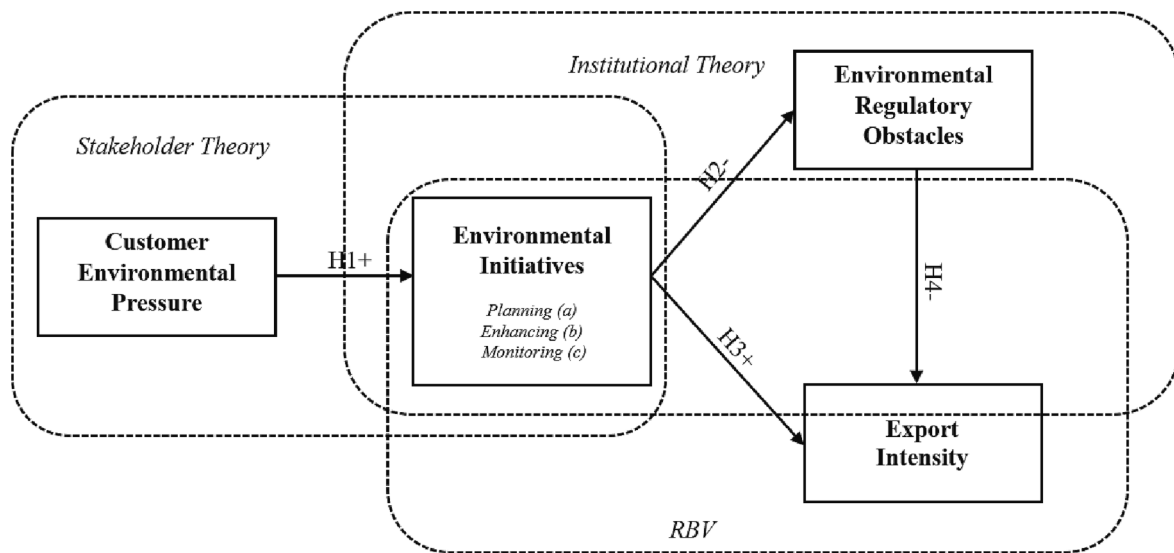 Institutional Theory
Environmental
Regulatory
Obstacles
Stakeholder Theory
Customer
Environmental
Pressure
H1+
Environmental
Initiatives
Planning (a)
Enhancing (b)
Monitoring (c)
H2-
H3+
H4-
Export
Intensity
RBV